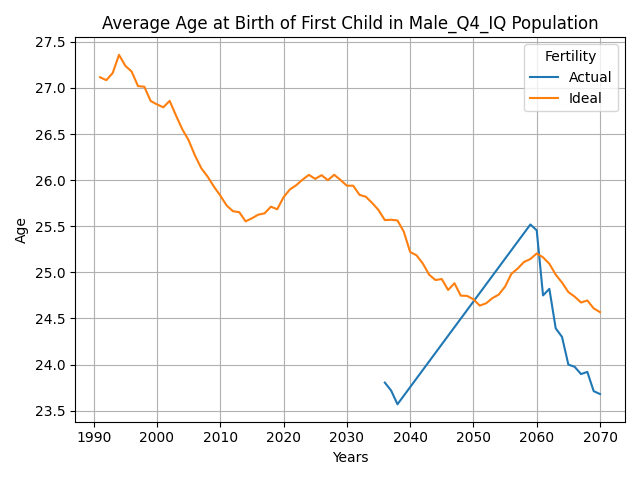 Average Age at Birth of First Child in Male_Q4_IQ Population
Fertility
Actual
Ideal
Age
27.5
27.0
26.5
26.0
25.5
25.0
24.5
24.0
23.5
1990 2000 2010 2020 2030 2040 2050 2060 2070
Years